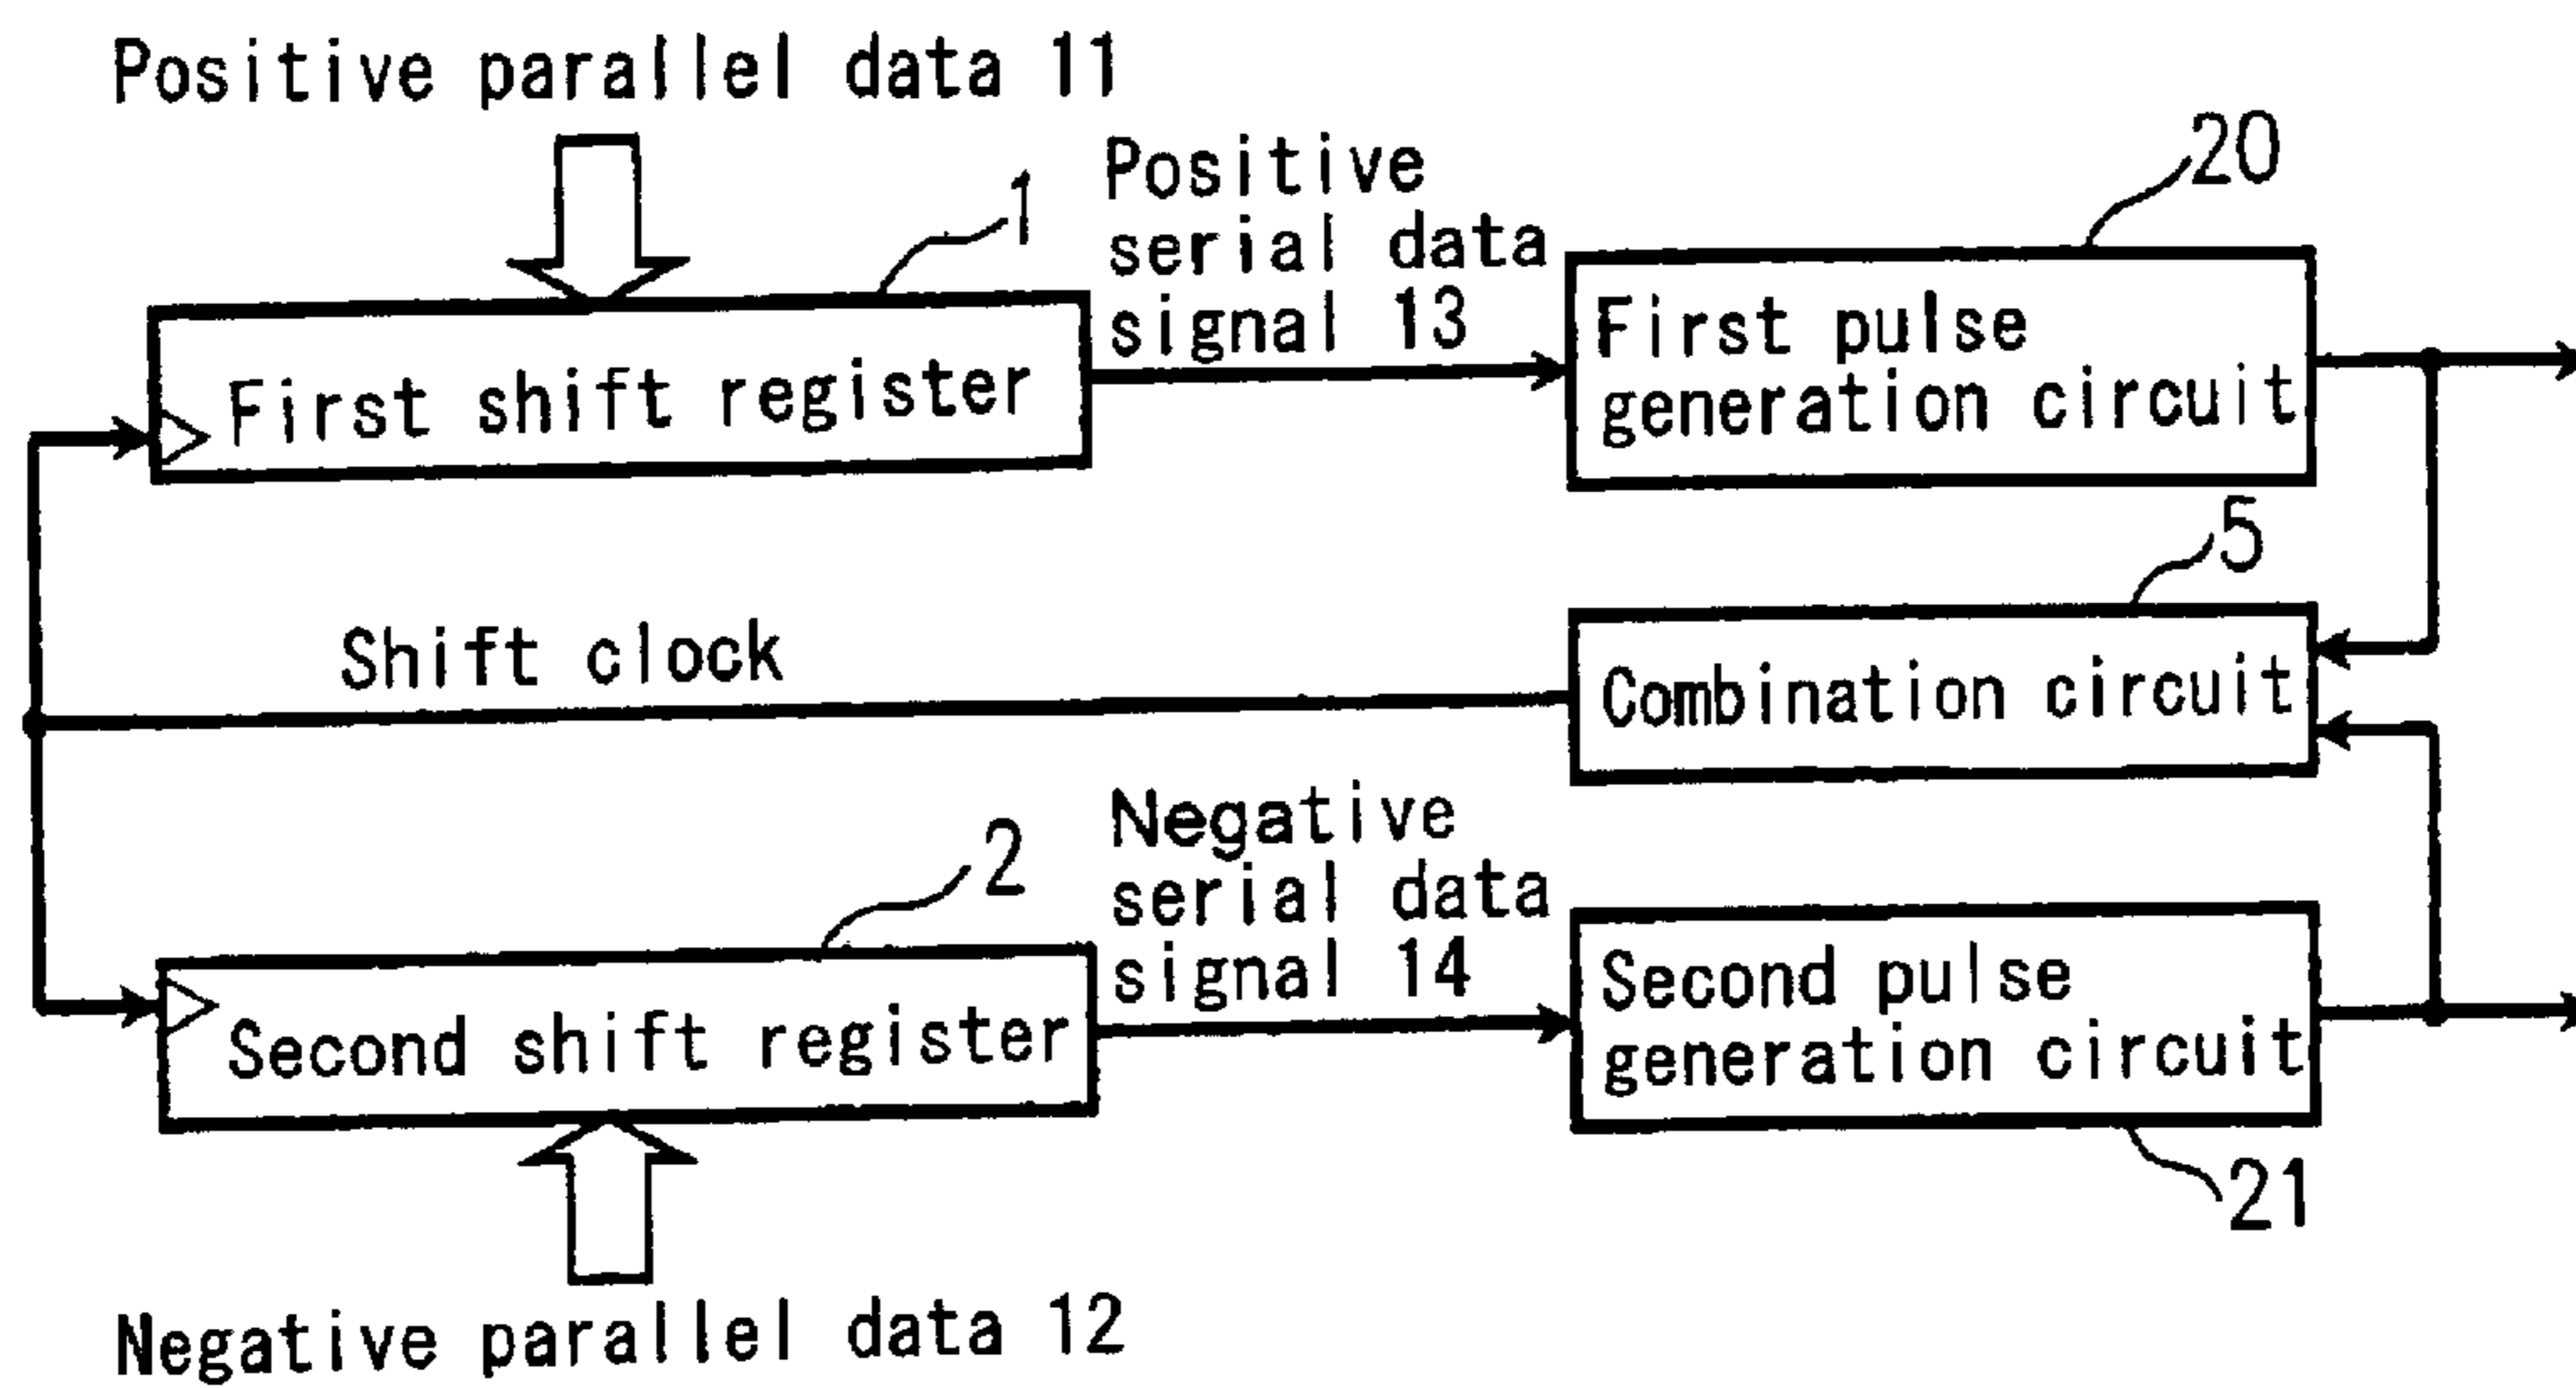 Positive parallel data 11
1
Positive
serial data
signal 13
20
First shift register
First pulse
generation circuit
5
Shift clock
Combination circuit
2
Negative
serial data
signal 14
Second shift register
Second pulse
generation circuit
21
Negative parallel data 12